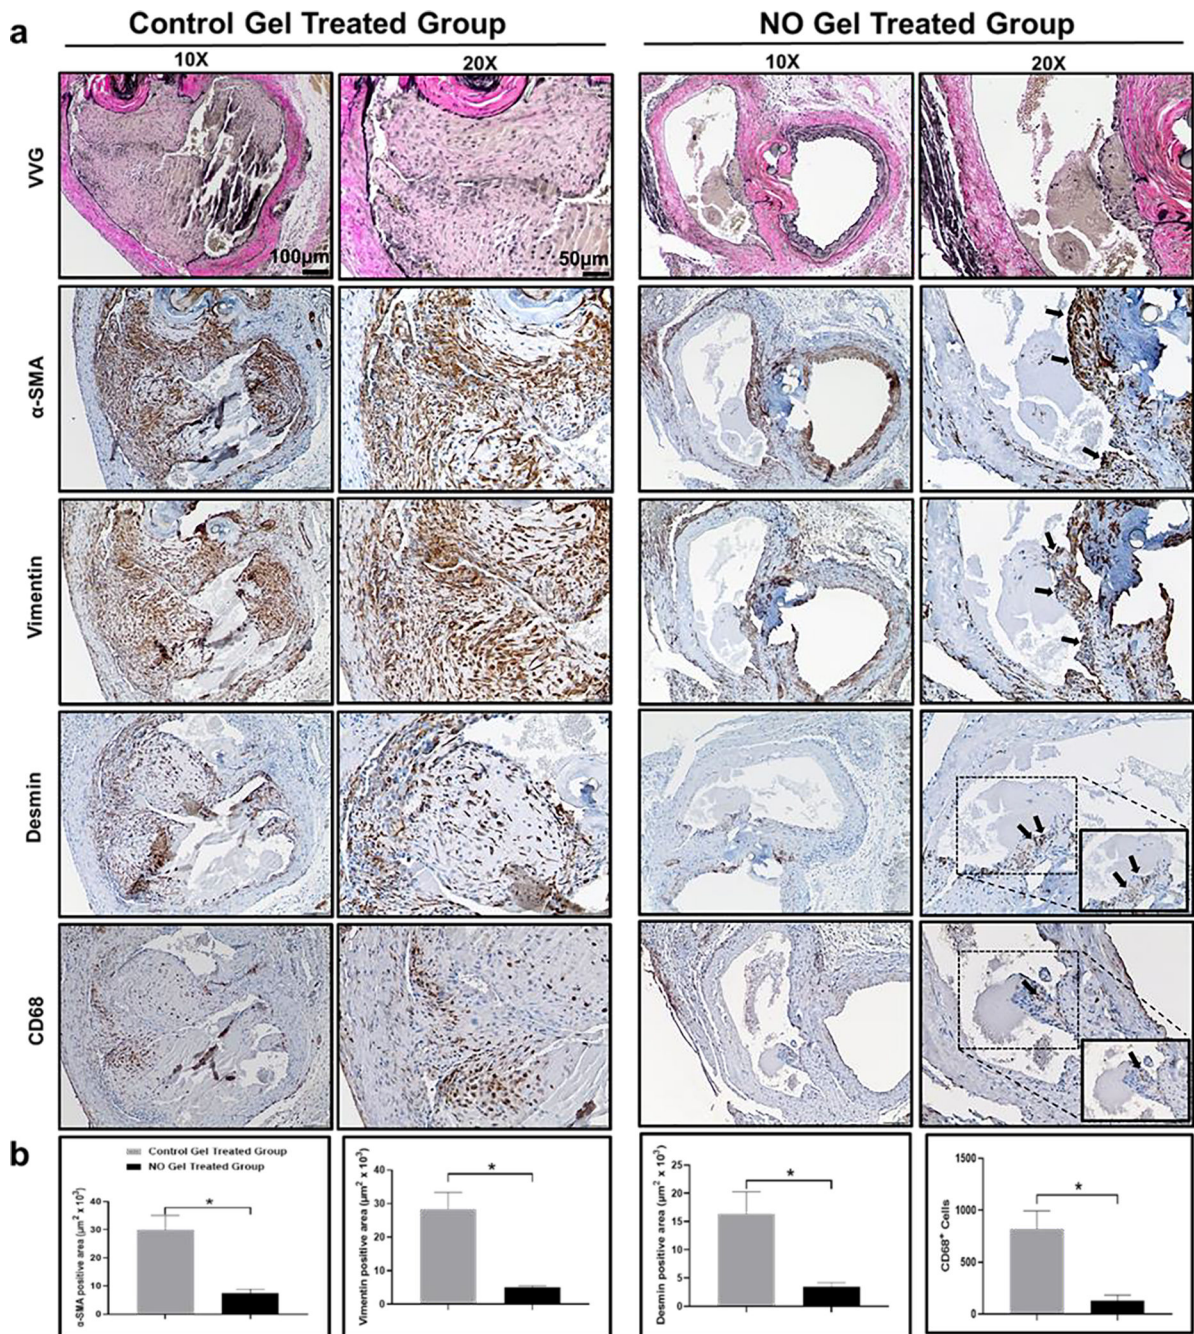 a
Control Gel Treated Group
NO Gel Treated Group
10X
20X
10X
20X
VVG
100µm
50µm
α-SMA
Vimentin
Desmin
CD68
b
Control Gel Treated Group
NO Gel Treated Group
α-SMA positive area (µm² x 10³)
40
30
20
10
0
*
Vimentin positive area (µm² x 10³)
40
30
20
10
0
*
Desmin positive area (µm² x 10³)
25
20
15
10
5
0
*
CD68⁺ Cells
1500
1000
500
0
*